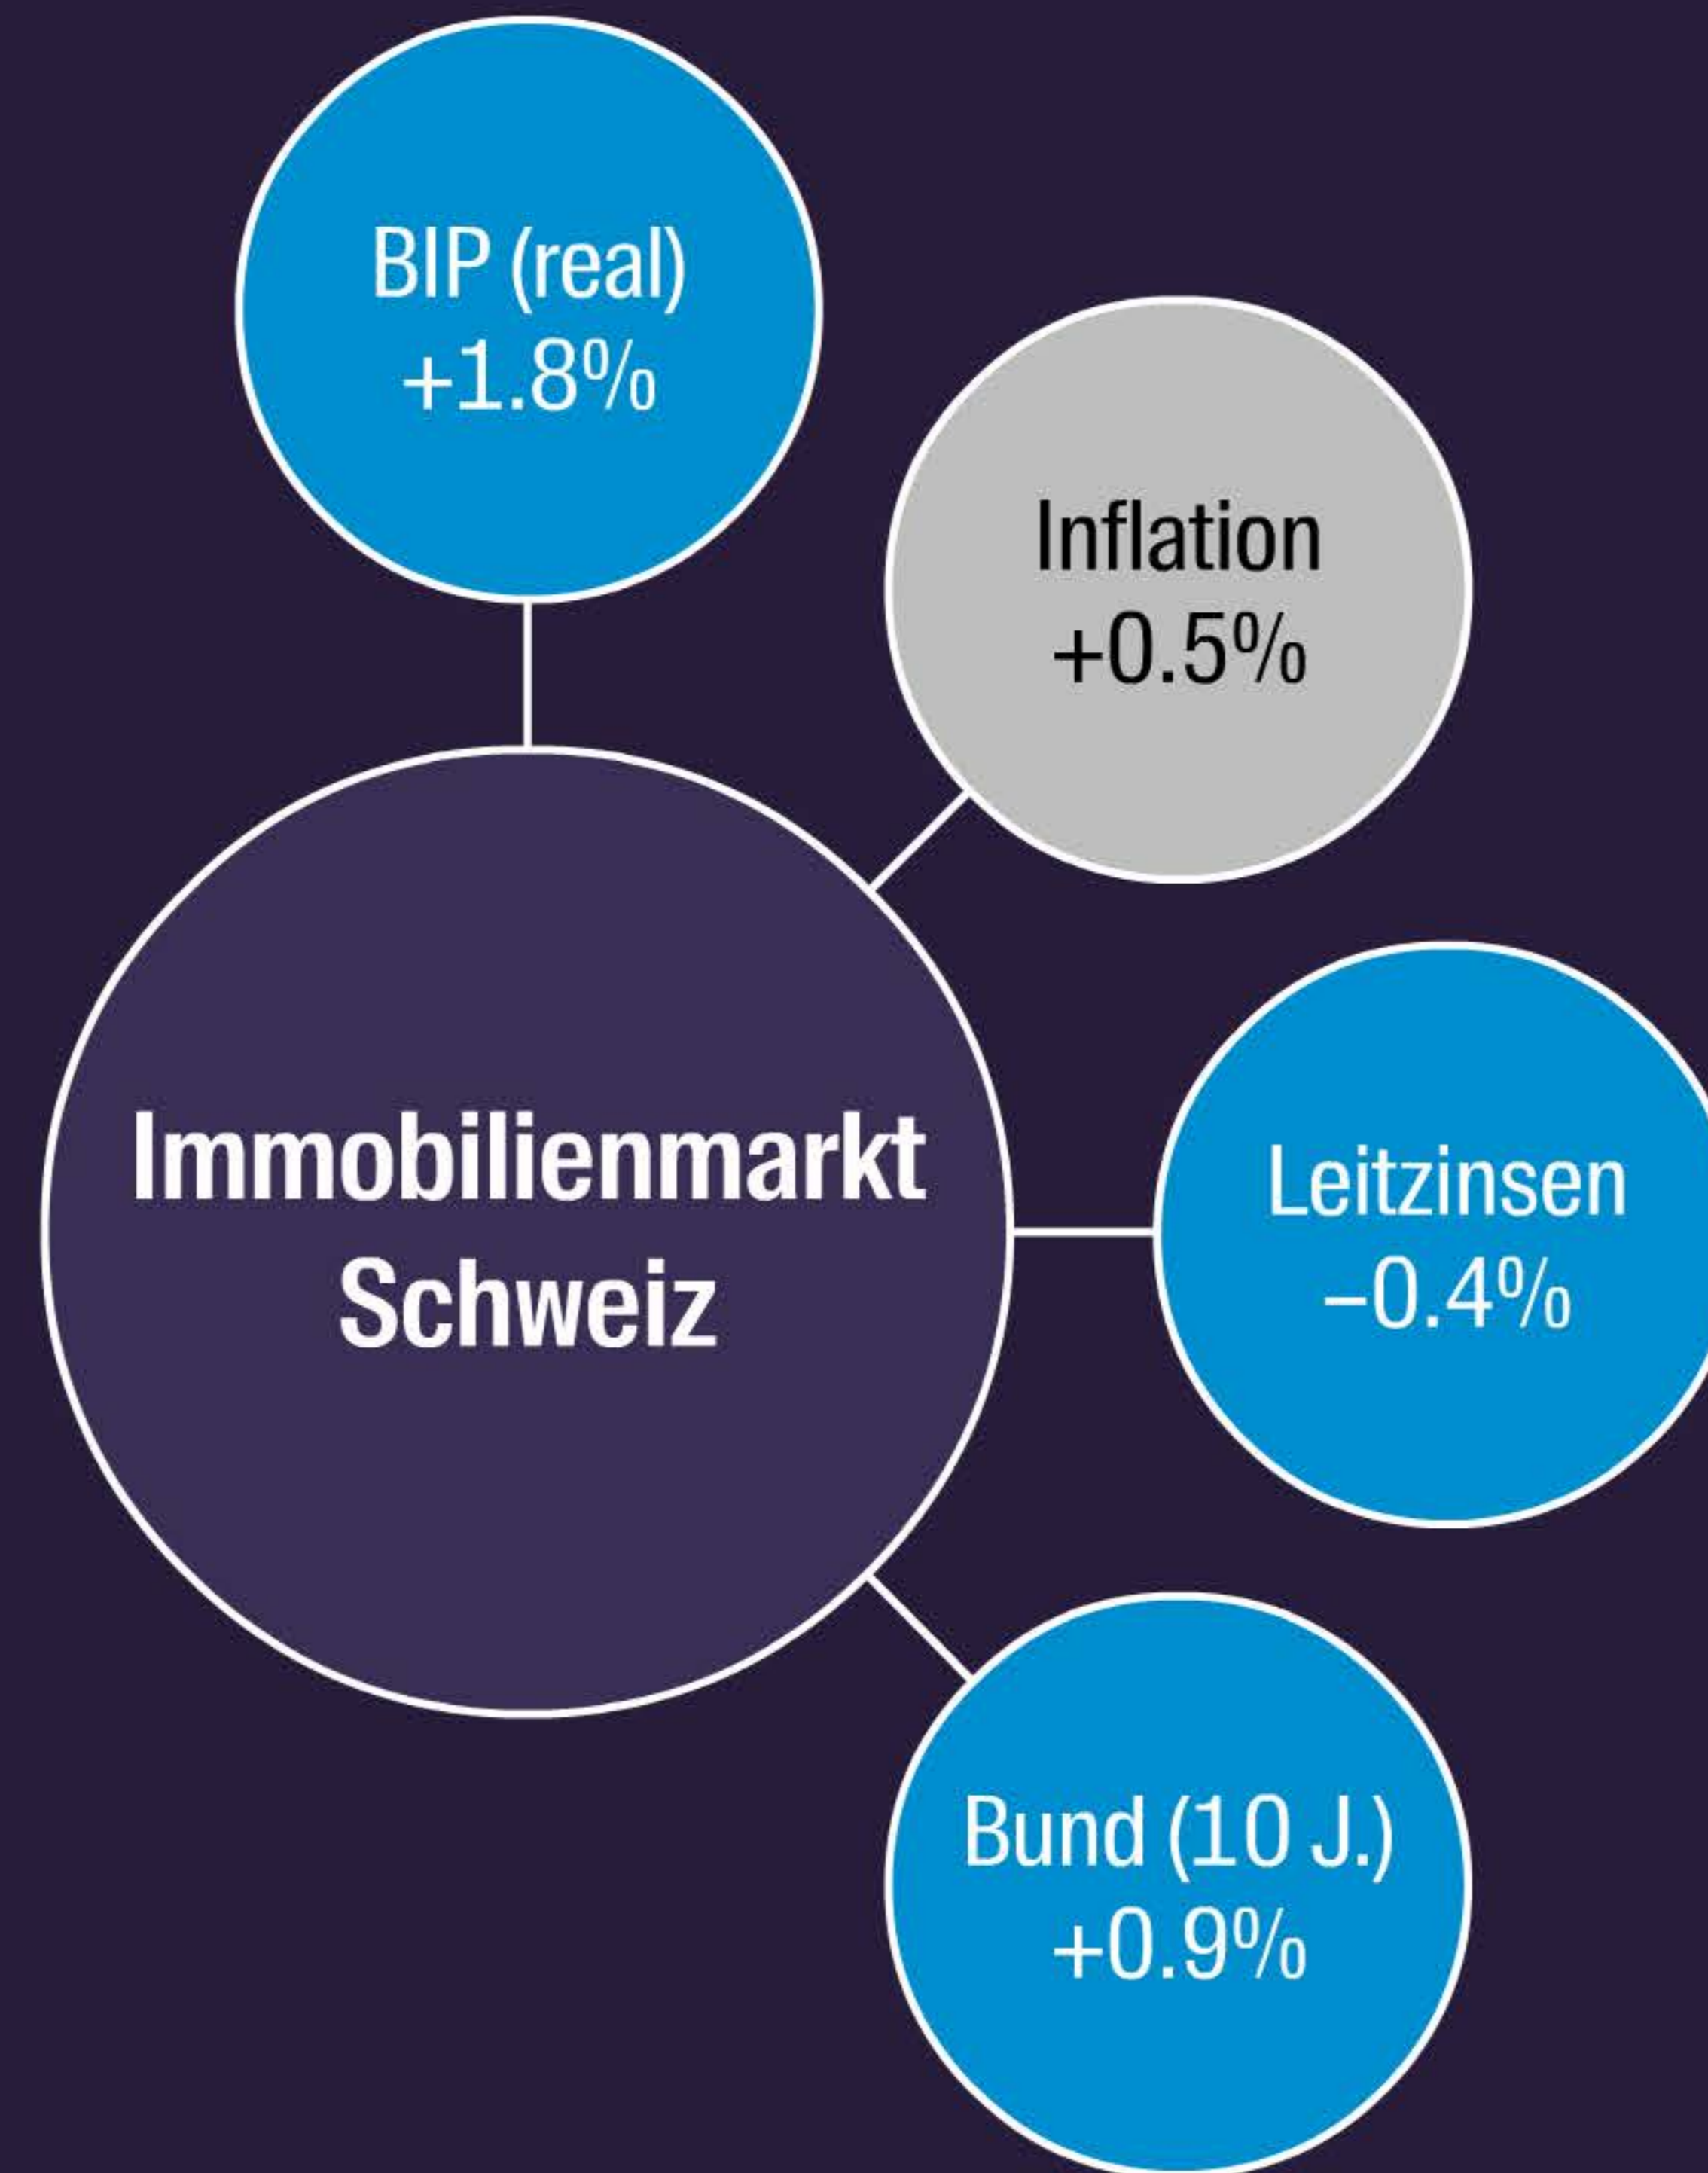 BIP (real)
+1.8%
Inflation
+0.5%
Immobilienmarkt
Schweiz
Leitzinsen
–0.4%
Bund (10 J.)
+0.9%